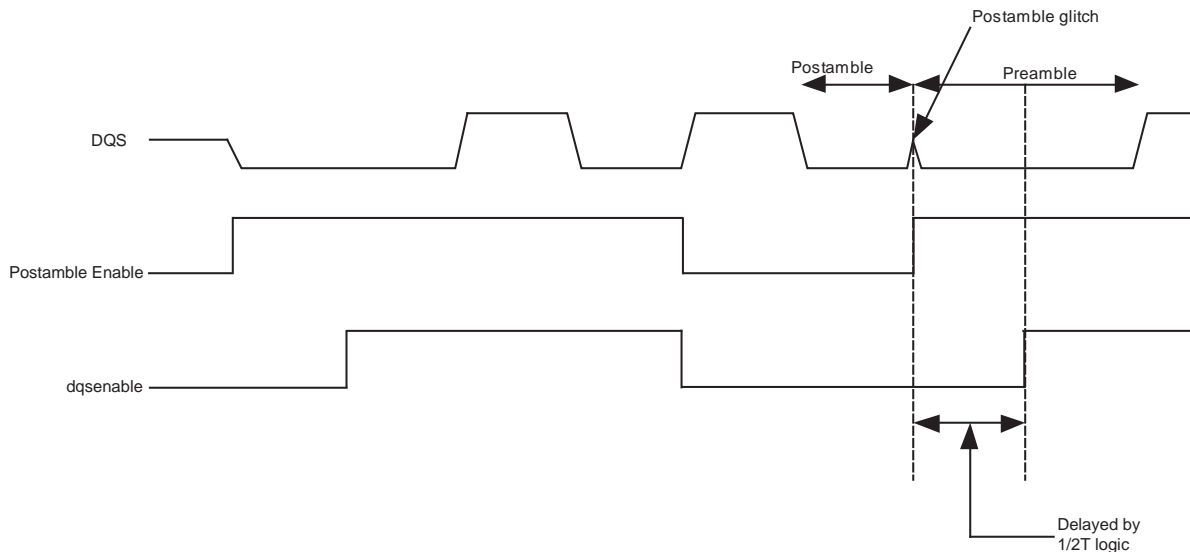 Postamble glitch
Postamble
Preamble
DQS
Postamble Enable
dqsenable
Delayed by
1/2T logic